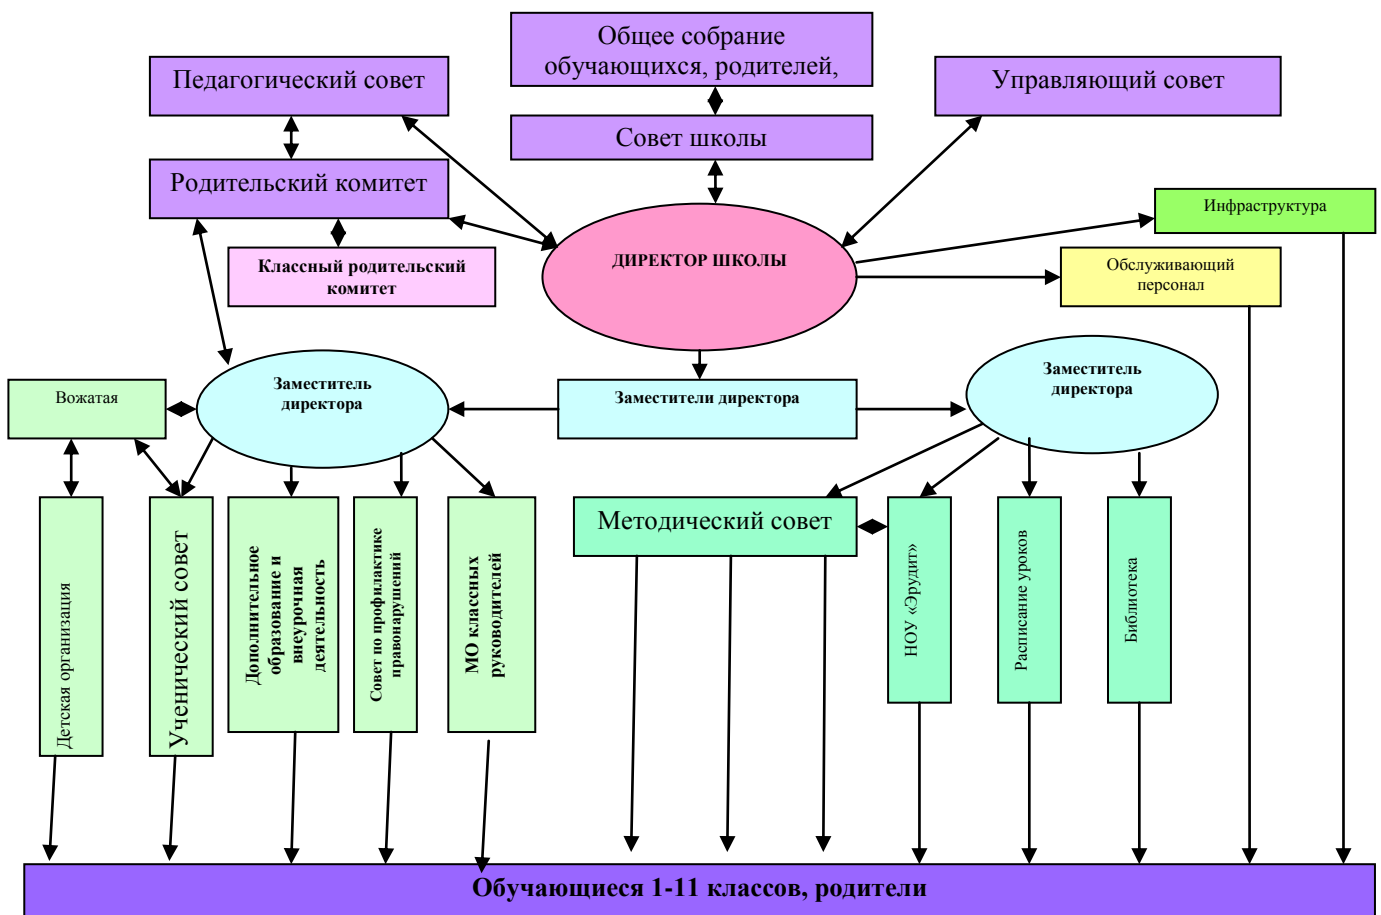 Общее собрание
обучающихся, родителей,
Педагогический совет
Управляющий совет
Совет школы
Родительский комитет
Инфраструктура
Классный родительский
комитет
ДИРЕКТОР ШКОЛЫ
Обслуживающий
персонал
Вожатая
Заместитель
директора
Заместители директора
Заместитель
директора
Детская организация
Ученический совет
Дополнительное
образование и
внеурочная
деятельность
Совет по профилактике
правонарушений
МО классных
руководителей
Методический совет
НОУ «Эрудит»
Расписание уроков
Библиотека
Обучающиеся 1-11 классов, родители